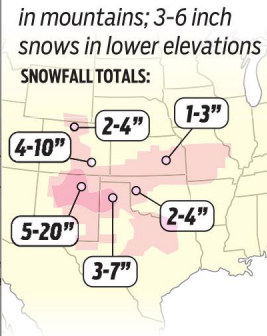 in mountains; 3-6 inch
snows in lower elevations
SNOWFALL TOTALS:
1-3”
2-4”
4-10”
2-4”
5-20”
3-7”